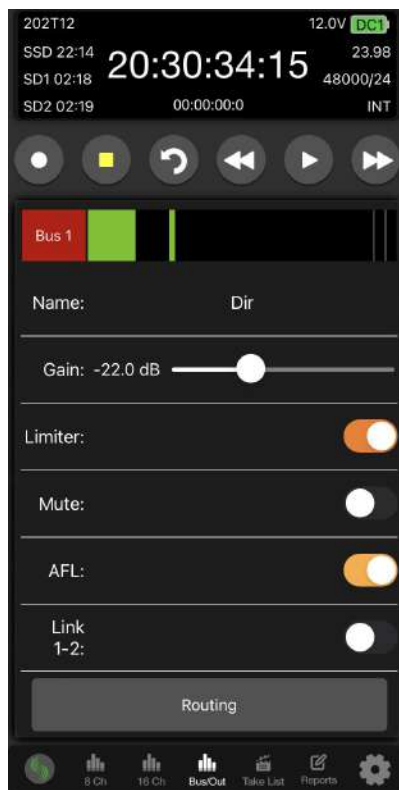 202T12
12.0V DC1
SSD 22:14
20:30:34:15
23.98
SD1 02:18
48000/24
SD2 02:19
00:00:00:0
INT
Bus 1
Name: Dir
Gain: -22.0 dB
Limiter:
Mute:
AFL:
Link
1-2:
Routing
8 Ch
16 Ch
Bus/Out
Take List
Reports